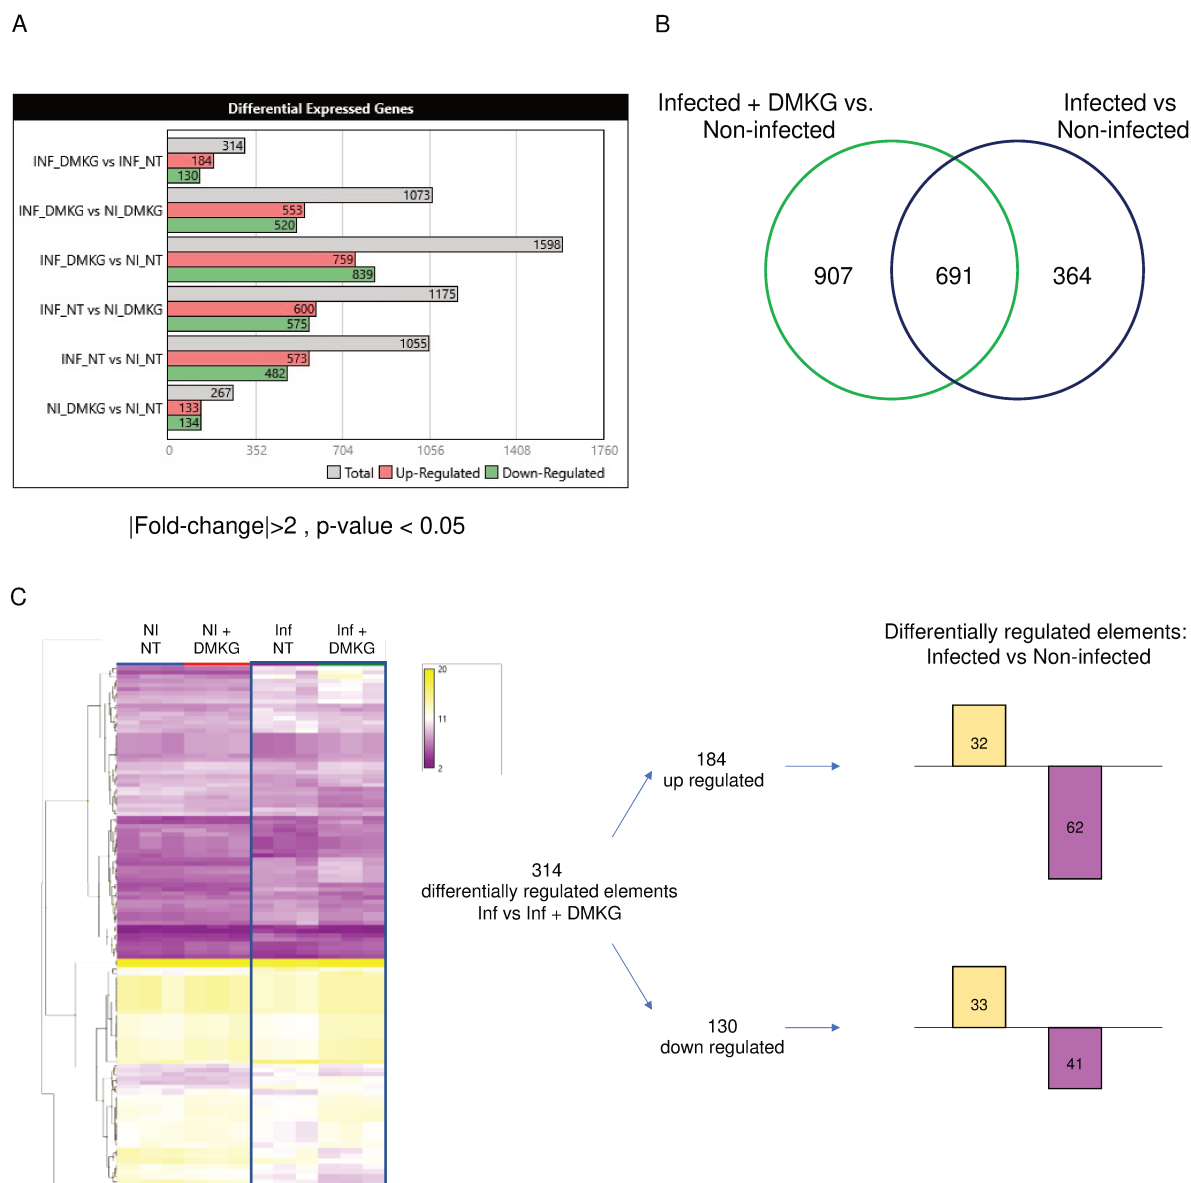 A
B
Differential Expressed Genes
INF_DMKG vs INF_NT
314
184
130
INF_DMKG vs NI_DMKG
1073
553
520
INF_DMKG vs NI_NT
1598
759
839
INF_NT vs NI_DMKG
1175
600
575
INF_NT vs NI_NT
1055
573
482
NI_DMKG vs NI_NT
267
133
134
0 352 704 1056 1408 1760
Total Up-Regulated Down-Regulated
|Fold-change|>2 , p-value < 0.05
Infected + DMKG vs.
Non-infected
Infected vs
Non-infected
907 691 364
C
NI
NT
NI +
DMKG
Inf
NT
Inf +
DMKG
20
11
2
314
differentially regulated elements
Inf vs Inf + DMKG
184
up regulated
130
down regulated
Differentially regulated elements:
Infected vs Non-infected
32
62
33
41